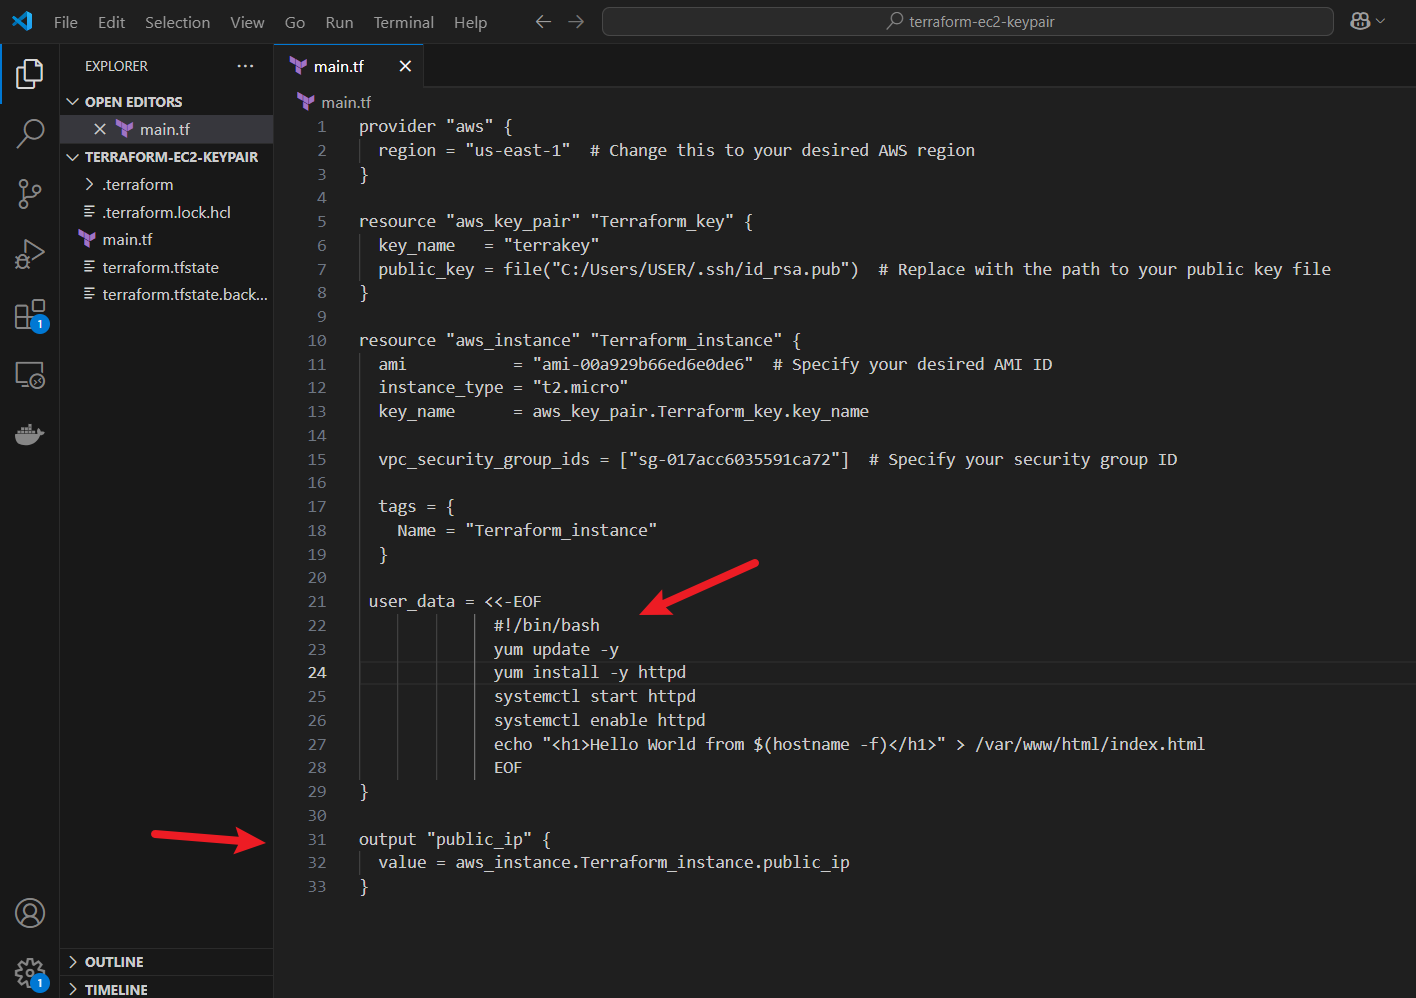 File Edit Selection View Go Run Terminal Help
terraform-ec2-keypair
EXPLORER
OPEN EDITORS
main.tf
TERRAFORM-EC2-KEYPAIR
.terraform
.terraform.lock.hcl
main.tf
terraform.tfstate
terraform.tfstate.back...
OUTLINE
TIMELINE
1
1
main.tf
main.tf
1 provider "aws" {
2 region = "us-east-1" # Change this to your desired AWS region
3 }
4
5 resource "aws_key_pair" "Terraform_key" {
6 key_name = "terrakey"
7 public_key = file("C:/Users/USER/.ssh/id_rsa.pub") # Replace with the path to your public key file
8 }
9
10 resource "aws_instance" "Terraform_instance" {
11 ami = "ami-00a929b66ed6e0de6" # Specify your desired AMI ID
12 instance_type = "t2.micro"
13 key_name = aws_key_pair.Terraform_key.key_name
14
15 vpc_security_group_ids = ["sg-017acc6035591ca72"] # Specify your security group ID
16
17 tags = {
18 Name = "Terraform_instance"
19 }
20
21 user_data = <<-EOF
22 #!/bin/bash
23 yum update -y
24 yum install -y httpd
25 systemctl start httpd
26 systemctl enable httpd
27 echo "<h1>Hello World from $(hostname -f)</h1>" > /var/www/html/index.html
28 EOF
29 }
30
31 output "public_ip" {
32 value = aws_instance.Terraform_instance.public_ip
33 }